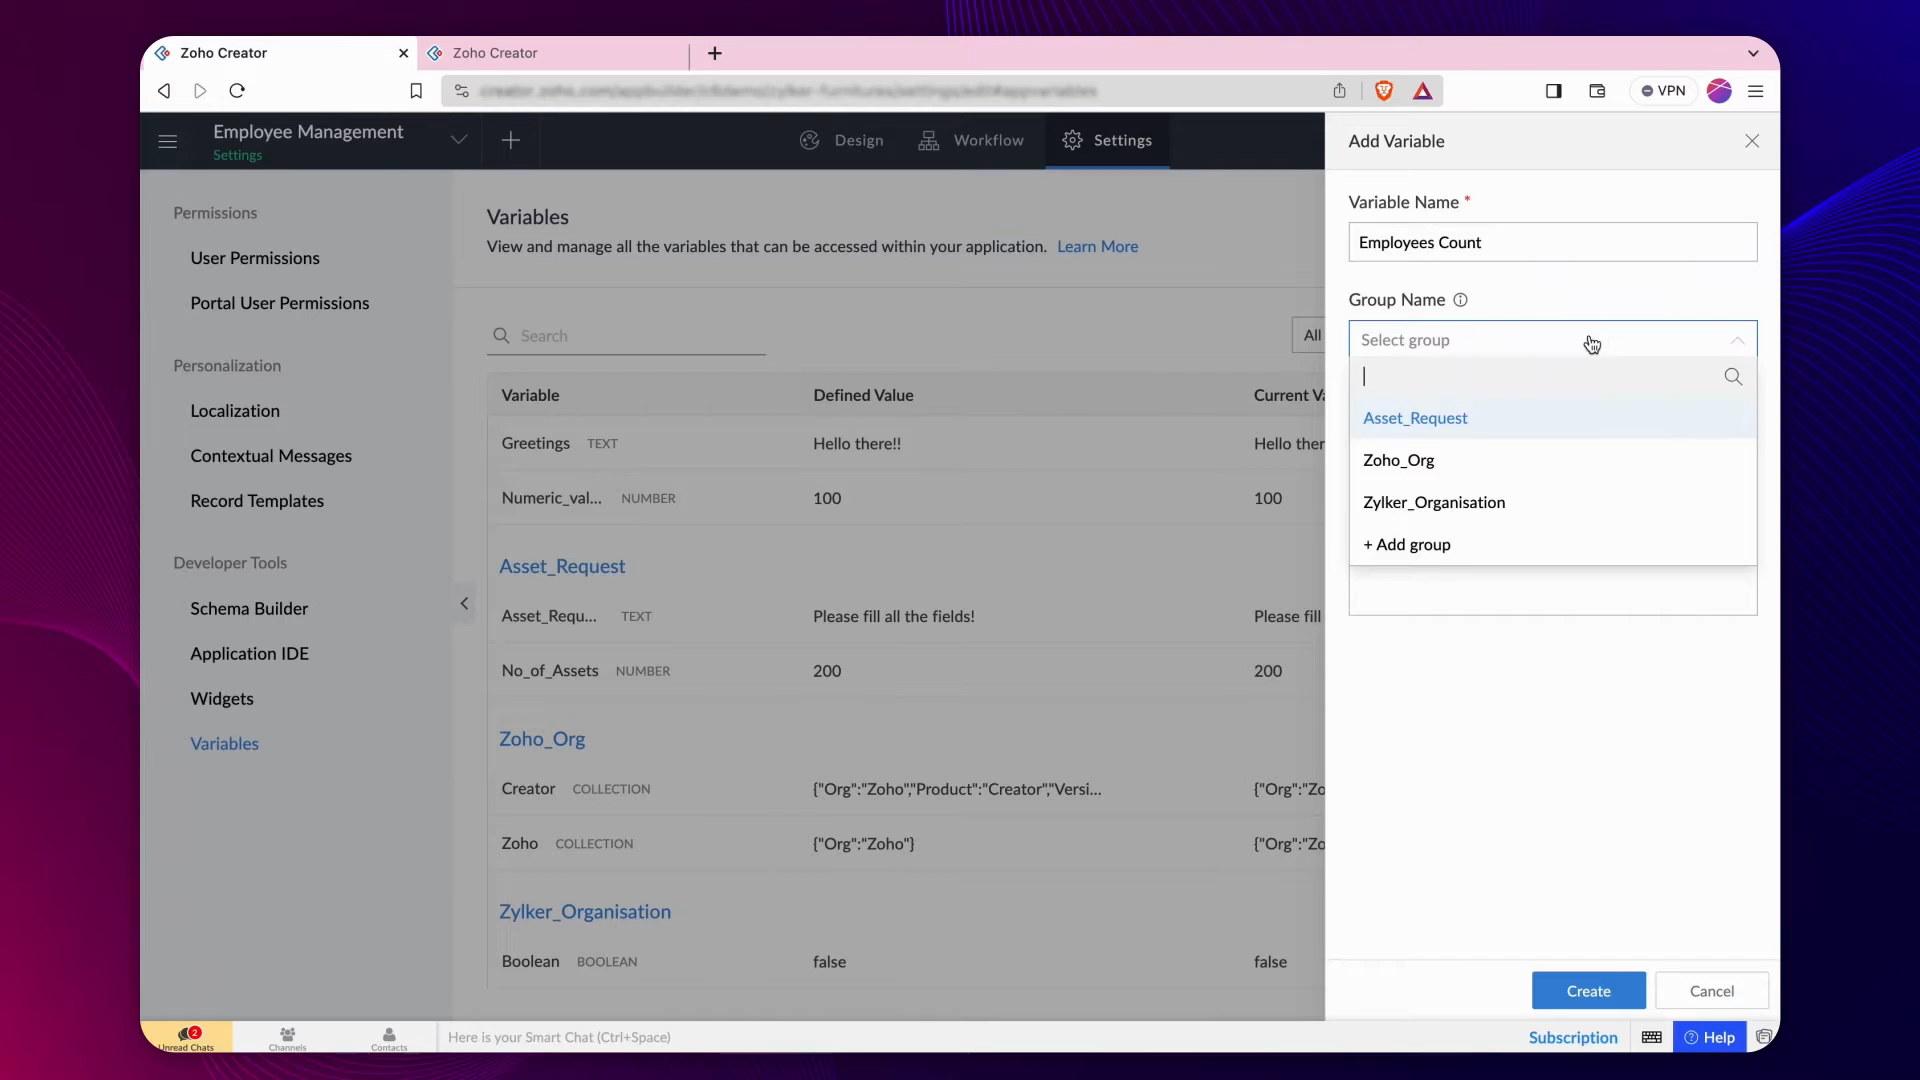 Zoho Creator
Zoho Creator
VPN
Employee Management
Settings
Design
Workflow
Settings
Add Variable
Permissions
User Permissions
Portal User Permissions
Personalization
Localization
Contextual Messages
Record Templates
Developer Tools
Schema Builder
Application IDE
Widgets
Variables
Variables
View and manage all the variables that can be accessed within your application. Learn More
Search
All
Variable Defined Value Current Va
Greetings TEXT Hello there!! Hello ther
Numeric_val... NUMBER 100 100
Asset_Request
Asset_Requ... TEXT Please fill all the fields! Please fill
No_of_Assets NUMBER 200 200
Zoho_Org
Creator COLLECTION {"Org":"Zoho","Product":"Creator","Versi... {"Org":"Zo
Zoho COLLECTION {"Org":"Zoho"} {"Org":"Zo
Zylker_Organisation
Boolean BOOLEAN false false
Variable Name *
Employees Count
Group Name
Select group
Asset_Request
Zoho_Org
Zylker_Organisation
+ Add group
Create
Cancel
2
Unread Chats
Channels
Contacts
Here is your Smart Chat (Ctrl+Space)
Subscription
? Help